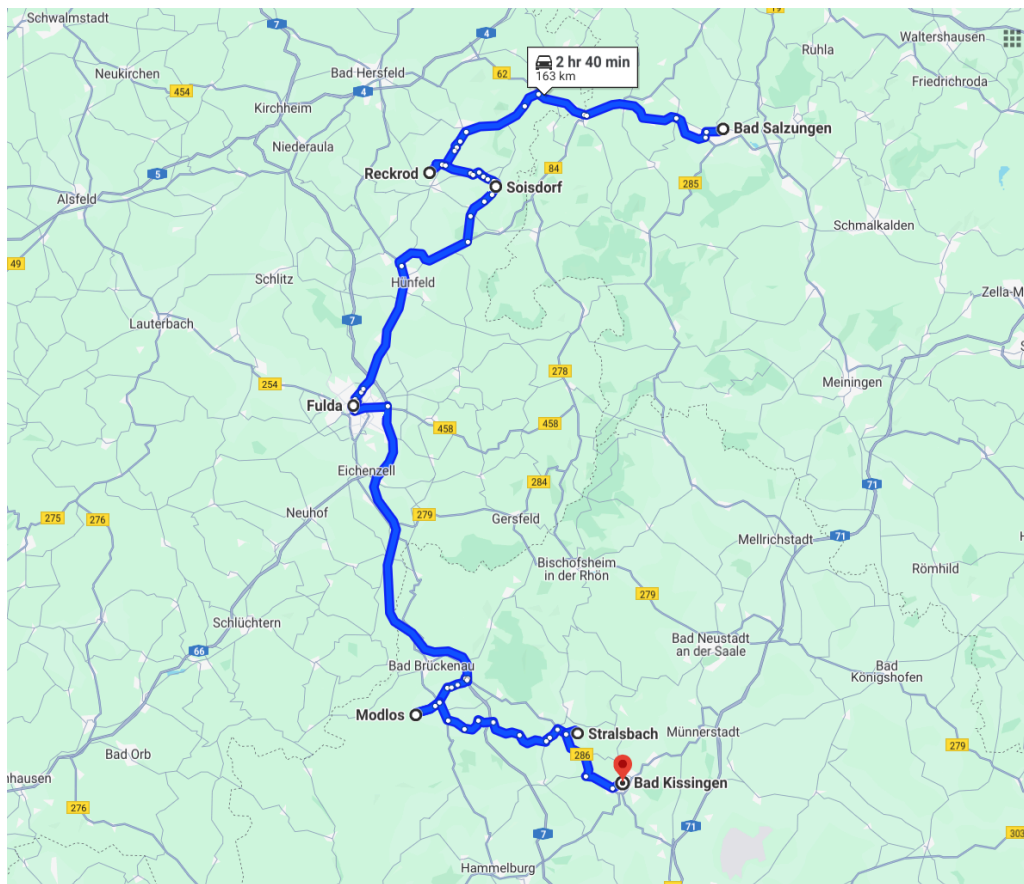 Schwalmstadt
7
4
19
Waltershausen
Ruhla
Neukirchen
Bad Hersfeld
62
2 hr 40 min
163 km
Friedrichroda
454
4
Kirchheim
Bad Salzungen
Niederaula
5
Reckrod
84
Soisdorf
285
Alsfeld
Schmalkalden
49
Schlitz
Hünfeld
Zella-M
Lauterbach
7
278
254
Meiningen
Fulda
458
458
Eichenzell
284
71
Neuhof
279
Gersfeld
275
276
71
Mellrichstadt
Bischofsheim
in der Rhön
Römhild
279
Schlüchtern
66
Bad Neustadt
an der Saale
Bad Brückenau
Bad
Königshofen
Modlos
Stralsbach
Münnerstadt
279
Bad Orb
286
nhausen
Bad Kissingen
276
71
7
303
Hammelburg